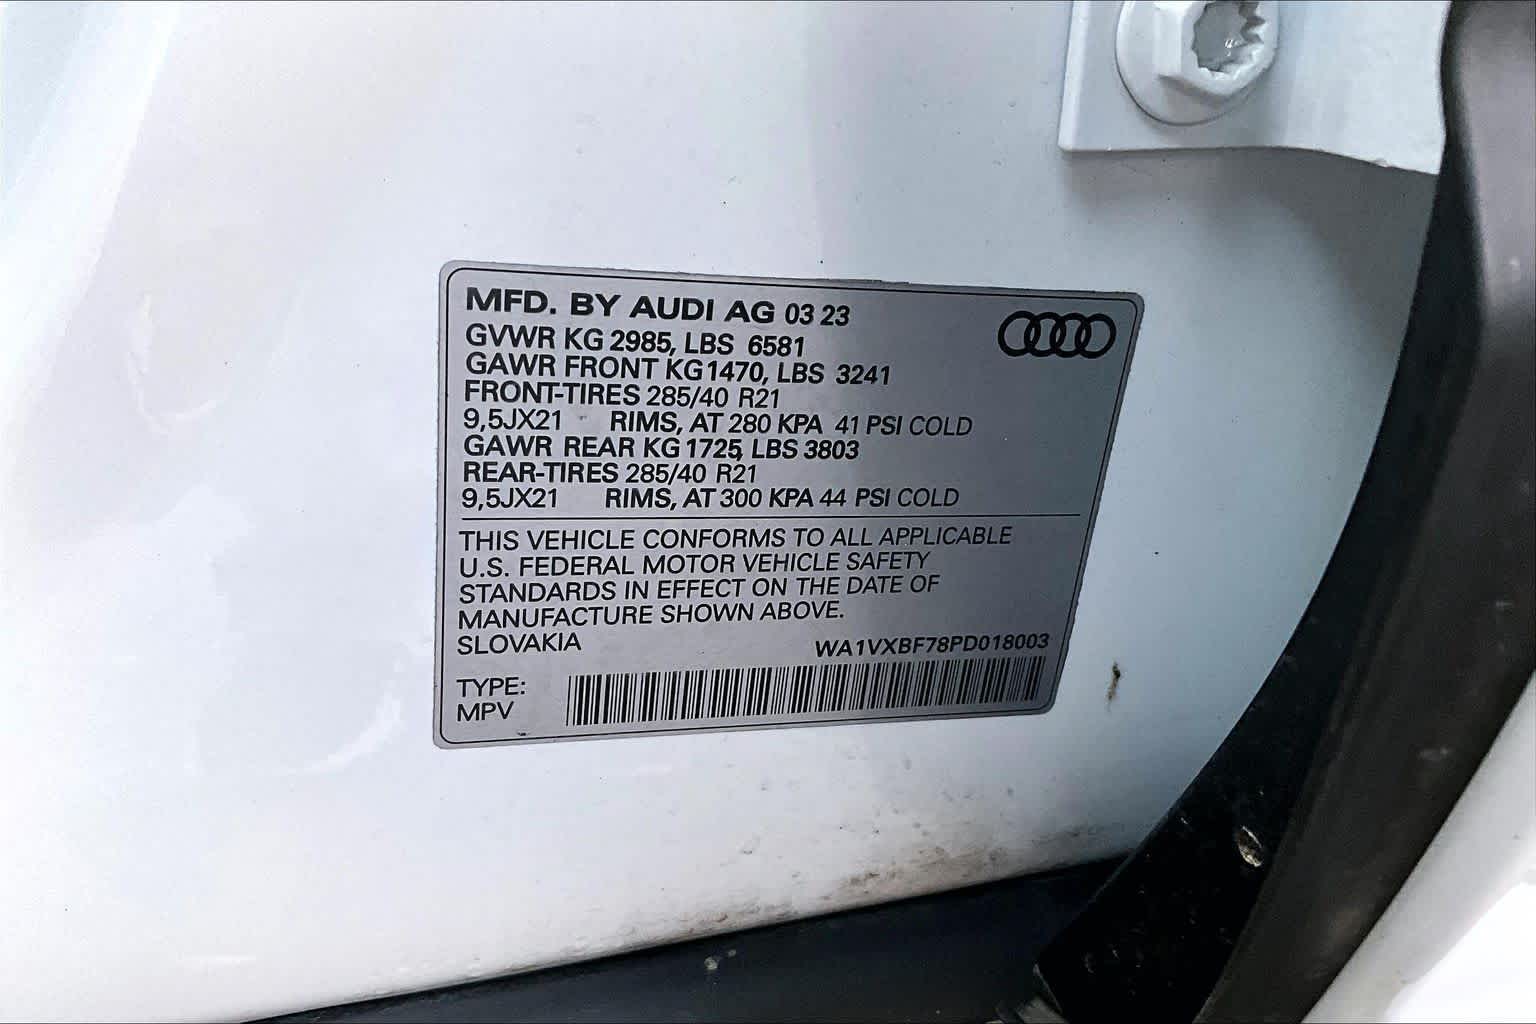 MFD. BY AUDI AG 03 23
GVWR KG 2985, LBS 6581
GAWR FRONT KG 1470, LBS 3241
FRONT-TIRES 285/40 R21
9,5JX21 RIMS, AT 280 KPA 41 PSI COLD
GAWR REAR KG 1725, LBS 3803
REAR-TIRES 285/40 R21
9,5JX21 RIMS, AT 300 KPA 44 PSI COLD
THIS VEHICLE CONFORMS TO ALL APPLICABLE
U.S. FEDERAL MOTOR VEHICLE SAFETY
STANDARDS IN EFFECT ON THE DATE OF
MANUFACTURE SHOWN ABOVE.
SLOVAKIA WA1VXBF78PD018003
TYPE:
MPV